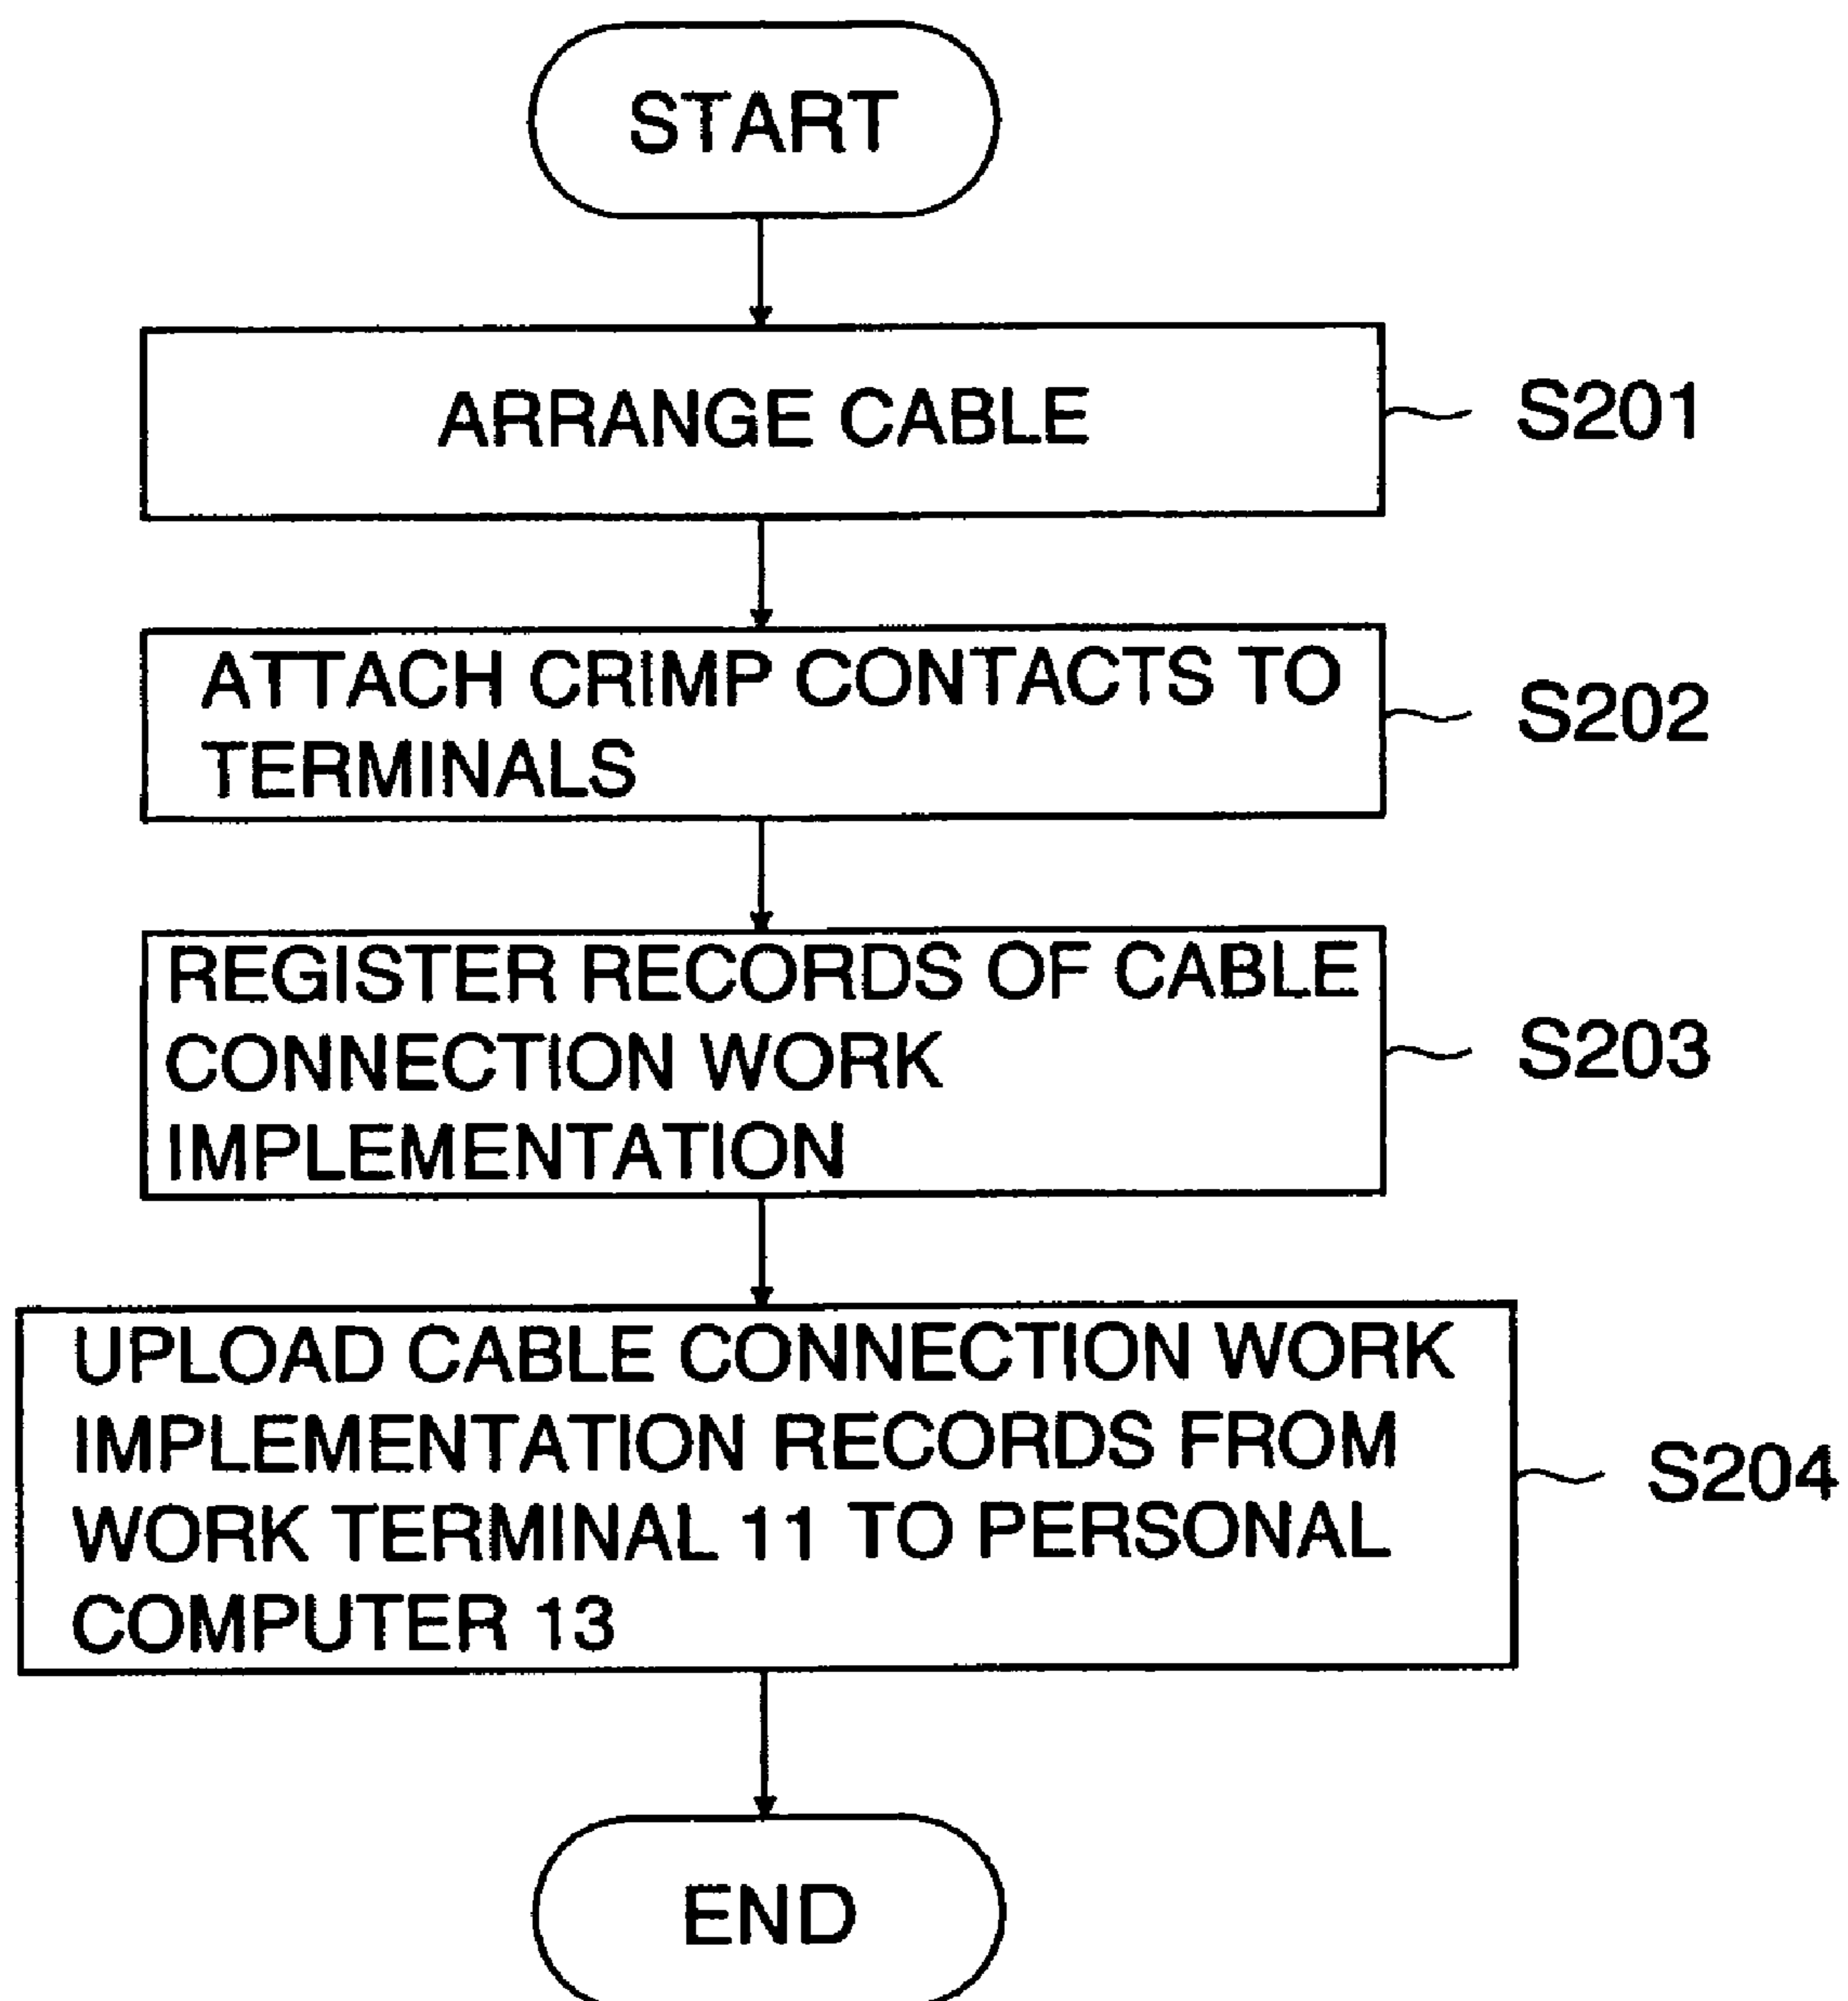 START
ARRANGE CABLE
S201
ATTACH CRIMP CONTACTS TO
TERMINALS
S202
REGISTER RECORDS OF CABLE
CONNECTION WORK
IMPLEMENTATION
S203
UPLOAD CABLE CONNECTION WORK
IMPLEMENTATION RECORDS FROM
WORK TERMINAL 11 TO PERSONAL
COMPUTER 13
S204
END